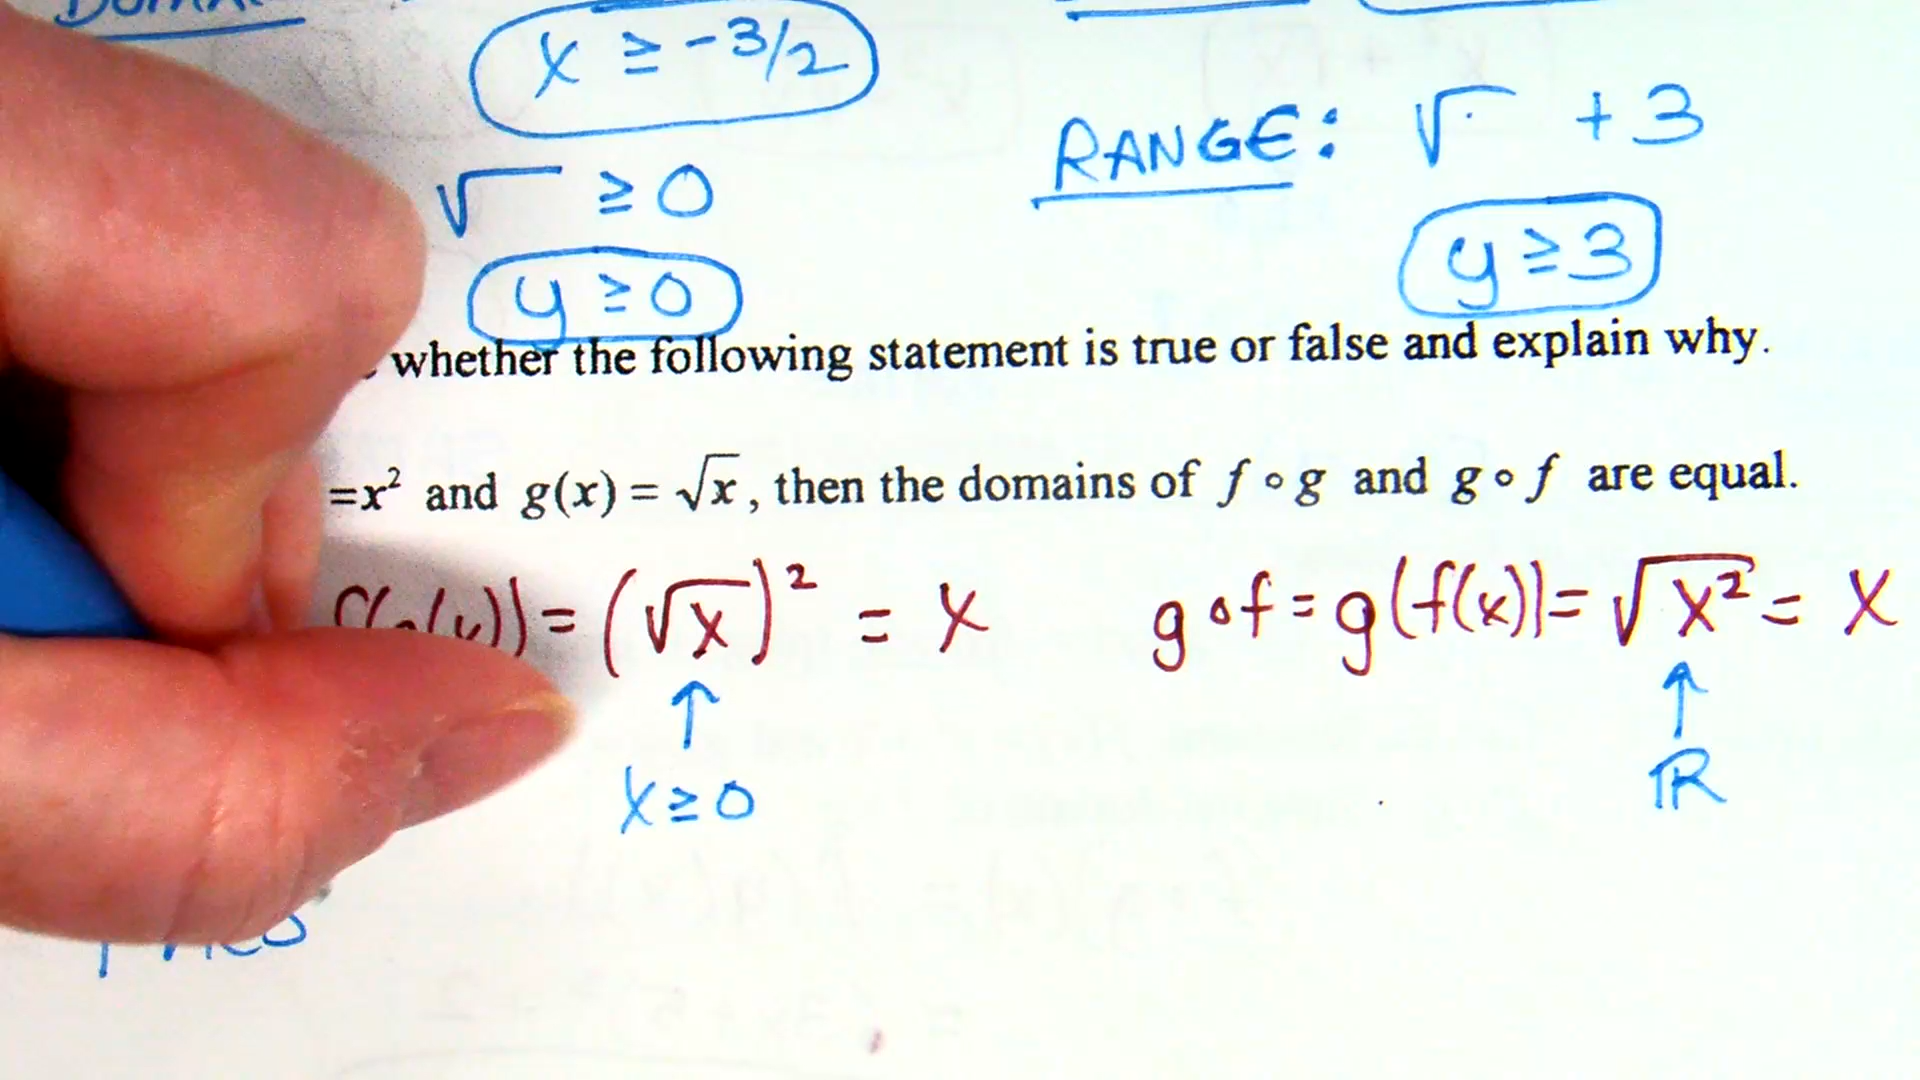 x ≥ -3/2
RANGE: √ + 3
√ ≥ 0
y ≥ 3
y ≥ 0
whether the following statement is true or false and explain why.
=x² and g(x) = √x, then the domains of f ∘ g and g ∘ f are equal.
= (√x)² = x
g∘f = g(f(x)) = √x² = x
↑ ↑
x ≥ 0 ℝ